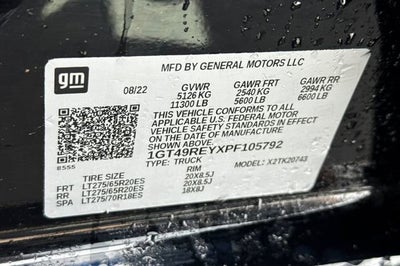 MFD BY GENERAL MOTORS LLC
gm
08/22 GVWR GAWR FRT GAWR RR
5126 KG 2540 KG 2994 KG
11300 LB 5600 LB 6600 LB
THIS VEHICLE CONFORMS TO ALL
APPLICABLE U.S. FEDERAL MOTOR
VEHICLE SAFETY STANDARDS IN EFFECT
ON THE DATE OF MANUFACTURE
SHOWN ABOVE.
1GT49REYXPF105792
TYPE: TRUCK MODEL: X2TK20743
TIRE SIZE RIM
FRT LT275/65R20ES 20X8.5J
RR LT275/65R20ES 20X8.5J
SPA LT275/70R18ES 18X8J